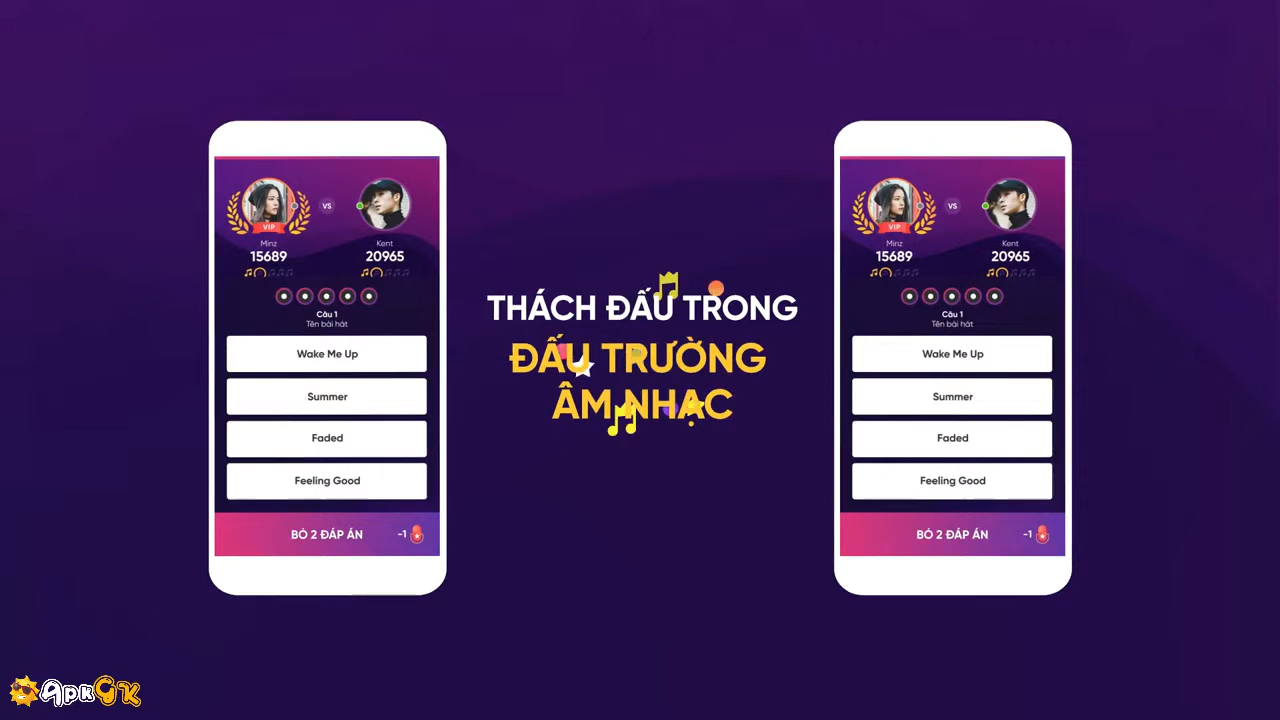 VIP
VS
Minz
Kent
15689
20965
Câu 1
Tên bài hát
Wake Me Up
Summer
Faded
Feeling Good
BỎ 2 ĐÁP ÁN
-1
THÁCH ĐẤU TRONG
ĐẤU TRƯỜNG
ÂM NHẠC
VIP
VS
Minz
Kent
15689
20965
Câu 1
Tên bài hát
Wake Me Up
Summer
Faded
Feeling Good
BỎ 2 ĐÁP ÁN
-1
ApkGK